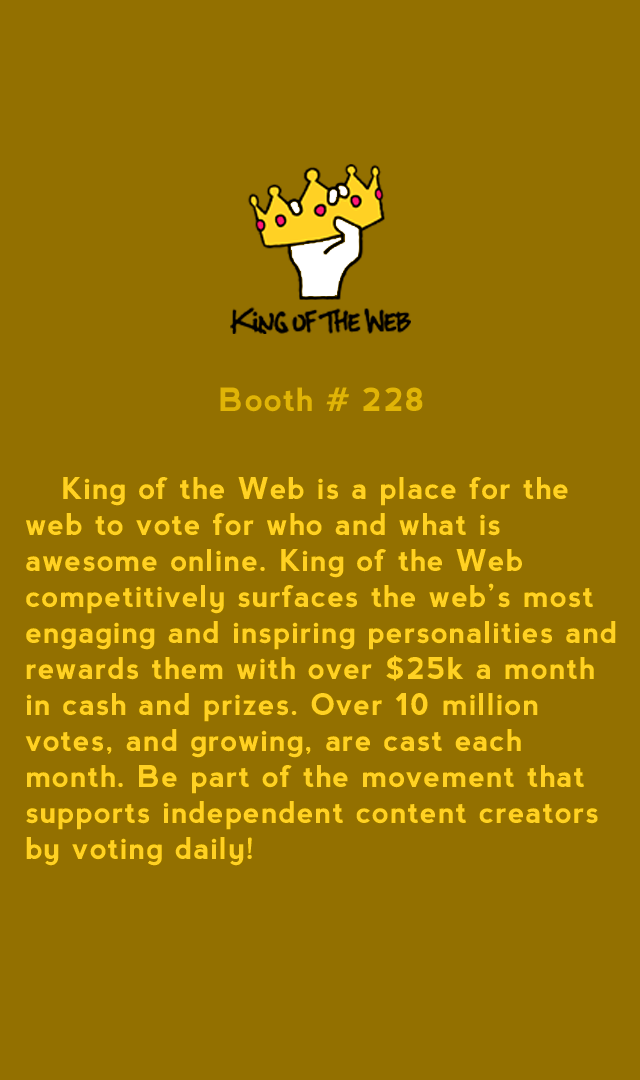 KING OF THE WEB
Booth # 228
King of the Web is a place for the
web to vote for who and what is
awesome online. King of the Web
competitively surfaces the web's most
engaging and inspiring personalities and
rewards them with over $25k a month
in cash and prizes. Over 10 million
votes, and growing, are cast each
month. Be part of the movement that
supports independent content creators
by voting daily!